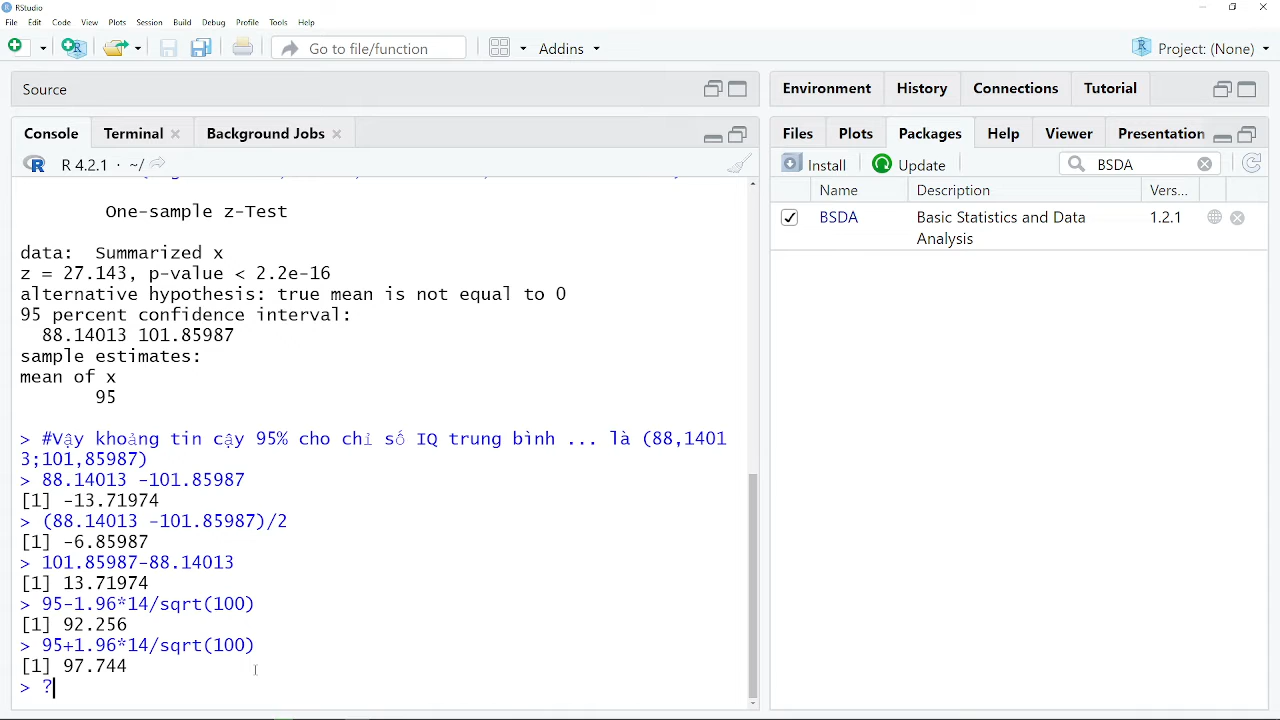 RStudio
File Edit Code View Plots Session Build Debug Profile Tools Help
Go to file/function
Addins
Project: (None)
Source
Console Terminal Background Jobs
R 4.2.1 · ~/
One-sample z-Test
data:  Summarized x
z = 27.143, p-value < 2.2e-16
alternative hypothesis: true mean is not equal to 0
95 percent confidence interval:
88.14013 101.85987
sample estimates:
mean of x
95
> #Vậy khoảng tin cậy 95% cho chỉ số IQ trung bình ... là (88,1401
3;101,85987)
> 88.14013 -101.85987
[1] -13.71974
> (88.14013 -101.85987)/2
[1] -6.85987
> 101.85987-88.14013
[1] 13.71974
> 95-1.96*14/sqrt(100)
[1] 92.256
> 95+1.96*14/sqrt(100)
[1] 97.744
> ?
Environment History Connections Tutorial
Files Plots Packages Help Viewer Presentation
Install Update BSDA
Name Description Vers...
BSDA Basic Statistics and Data 1.2.1
Analysis